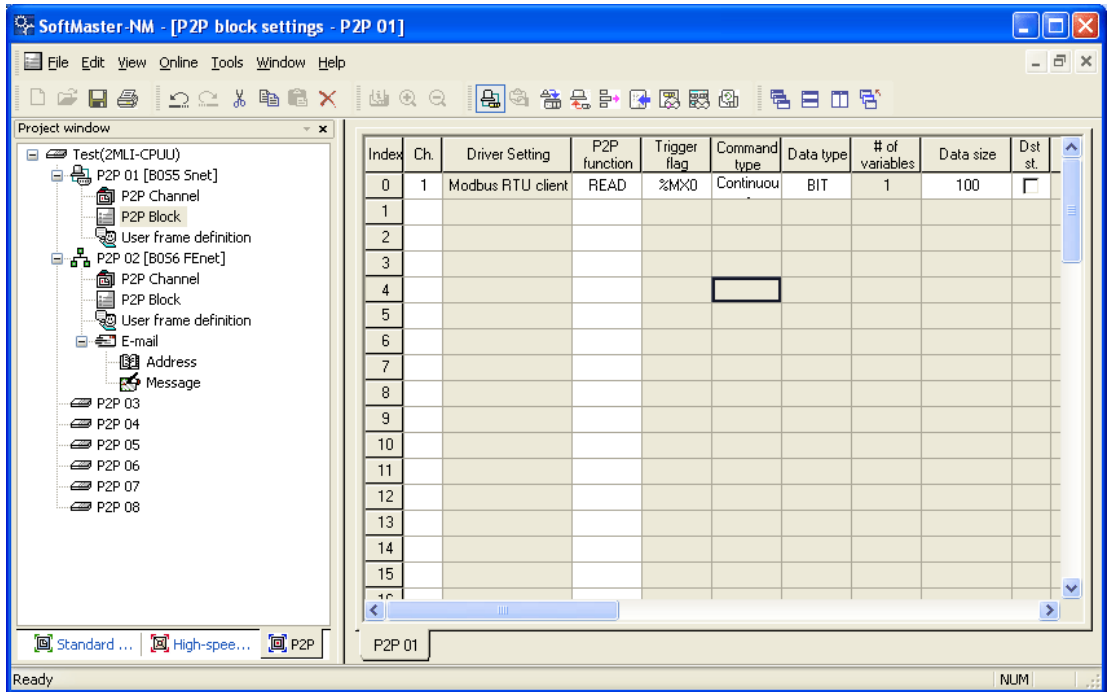 SoftMaster-NM - [P2P block settings - P2P 01]
File Edit View Online Tools Window Help
Project window
Test(2MLI-CPUU)
P2P 01 [B0S5 Snet]
P2P Channel
P2P Block
User frame definition
P2P 02 [B0S6 FEnet]
P2P Channel
P2P Block
User frame definition
E-mail
Address
Message
P2P 03
P2P 04
P2P 05
P2P 06
P2P 07
P2P 08
Standard ... High-spee... P2P
Index Ch. Driver Setting P2P function Trigger flag Command type Data type # of variables Data size Dst st.
0 1 Modbus RTU client READ %MX0 Continuou BIT 1 100
1
2
3
4
5
6
7
8
9
10
11
12
13
14
15
P2P 01
Ready NUM